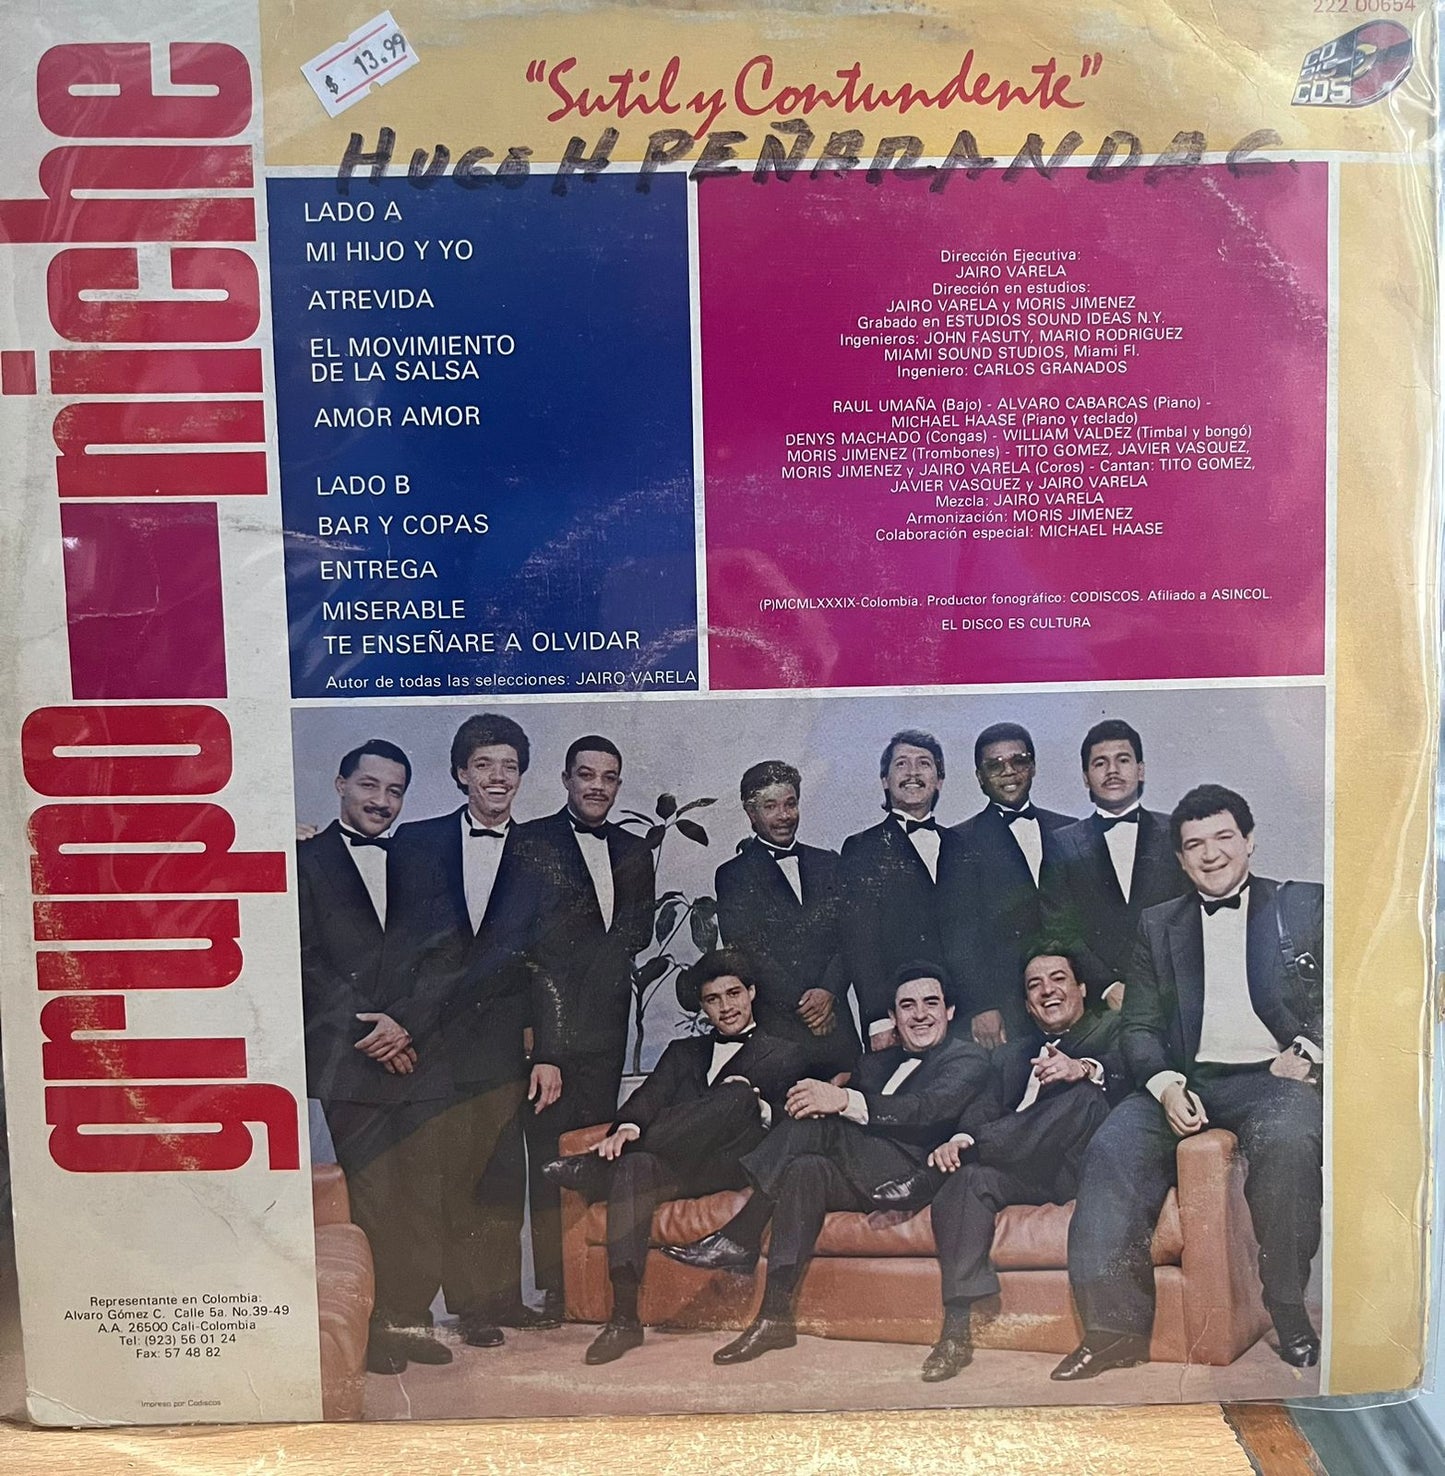 222.00654
$ 13.99
CO
DIS
COS
"Sutil y Contundente"
HUGO H PEÑARANDA C.
grupo niche
LADO A
MI HIJO Y YO
ATREVIDA
EL MOVIMIENTO
DE LA SALSA
AMOR AMOR
LADO B
BAR Y COPAS
ENTREGA
MISERABLE
TE ENSEÑARE A OLVIDAR
Autor de todas las selecciones: JAIRO VARELA
Dirección Ejecutiva:
JAIRO VARELA
Dirección en estudios:
JAIRO VARELA y MORIS JIMENEZ
Grabado en ESTUDIOS SOUND IDEAS N.Y.
Ingenieros: JOHN FASUTY, MARIO RODRIGUEZ
MIAMI SOUND STUDIOS, Miami Fl.
Ingeniero: CARLOS GRANADOS
RAUL UMAÑA (Bajo) - ALVARO CABARCAS (Piano) -
MICHAEL HAASE (Piano y teclado)
DENYS MACHADO (Congas) - WILLIAM VALDEZ (Timbal y bongó)
MORIS JIMENEZ (Trombones) - TITO GOMEZ, JAVIER VASQUEZ,
MORIS JIMENEZ y JAIRO VARELA (Coros) - Cantan: TITO GOMEZ,
JAVIER VASQUEZ y JAIRO VARELA
Mezcla: JAIRO VARELA
Armonización: MORIS JIMENEZ
Colaboración especial: MICHAEL HAASE
(P)MCMLXXXIX-Colombia. Productor fonográfico: CODISCOS. Afiliado a ASINCOL.
EL DISCO ES CULTURA
Representante en Colombia:
Alvaro Gómez C. Calle 5a. No.39-49
A.A. 26500 Cali-Colombia
Tel: (923) 56 01 24
Fax: 57 48 82
Impreso por Codiscos